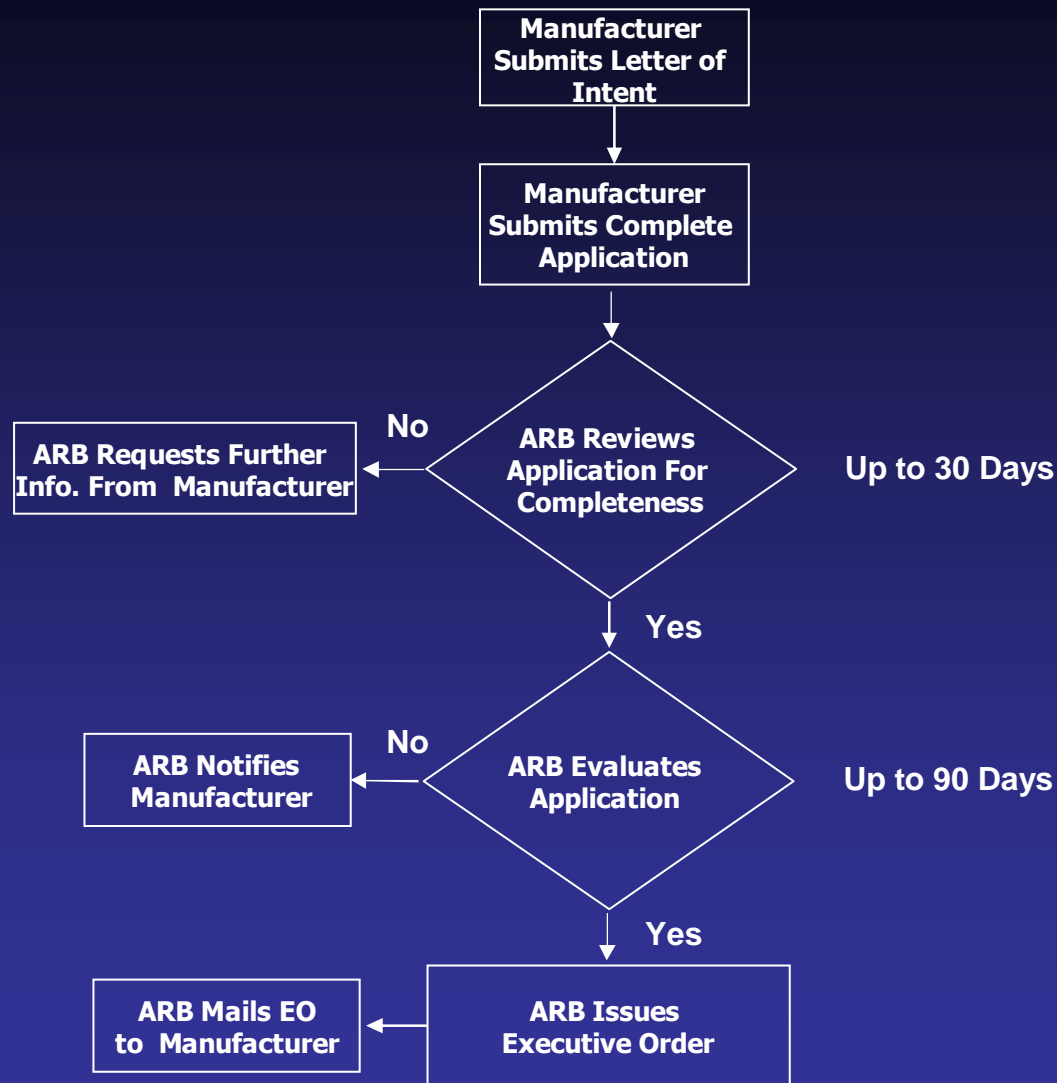 Manufacturer
Submits Letter of
Intent
Manufacturer
Submits Complete
Application
No
ARB Requests Further
Info. From Manufacturer
ARB Reviews
Application For
Completeness
Up to 30 Days
Yes
No
ARB Notifies
Manufacturer
ARB Evaluates
Application
Up to 90 Days
Yes
ARB Mails EO
to Manufacturer
ARB Issues
Executive Order